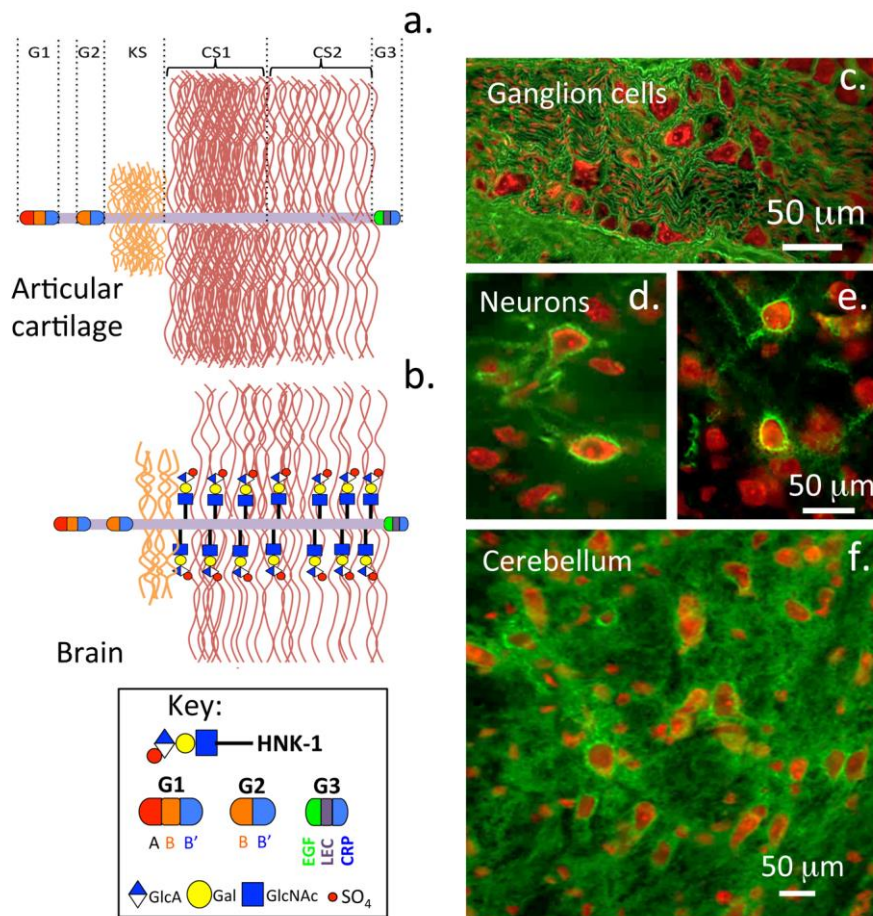 a.
G1 G2 KS CS1 CS2 G3
Articular
cartilage
b.
Brain
Key:
HNK-1
G1 G2 G3
A B B' B B' EGF LEC CRP
GlcA Gal GlcNAc SO4
Ganglion cells
c.
50 μm
Neurons
d.
e.
50 μm
Cerebellum
f.
50 μm